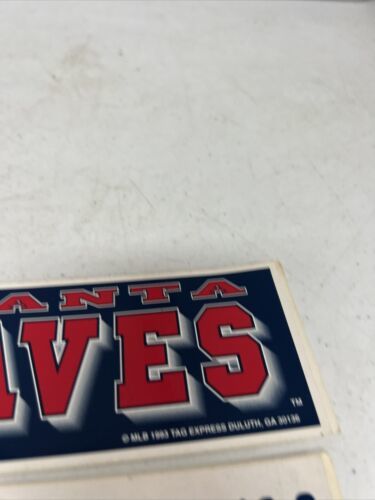 ANTA
AVES
TM
© MLB 1993 TAG EXPRESS DULUTH, GA 30136